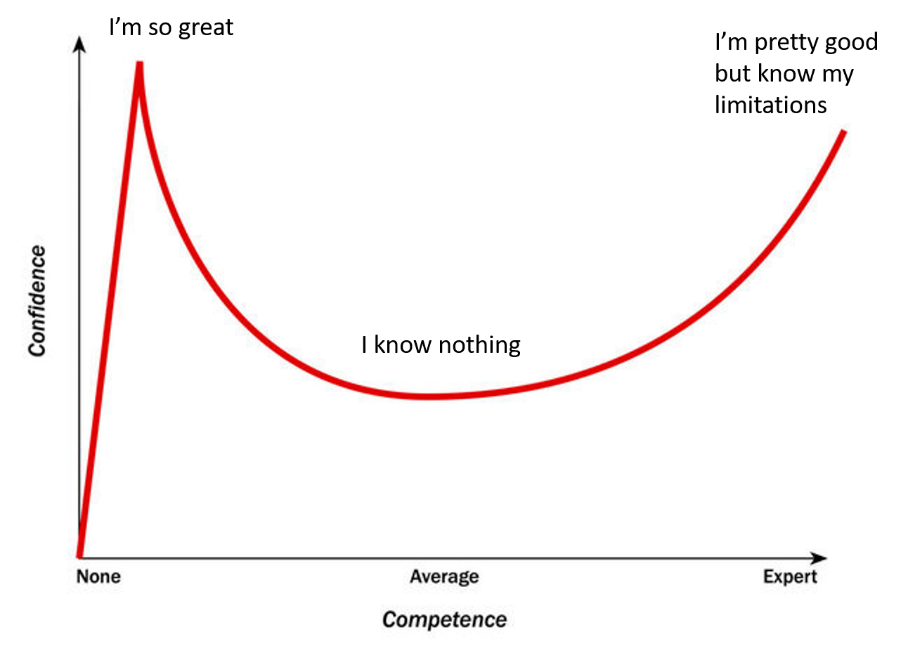 I’m so great
I’m pretty good
but know my
limitations
Confidence
I know nothing
None
Average
Expert
Competence